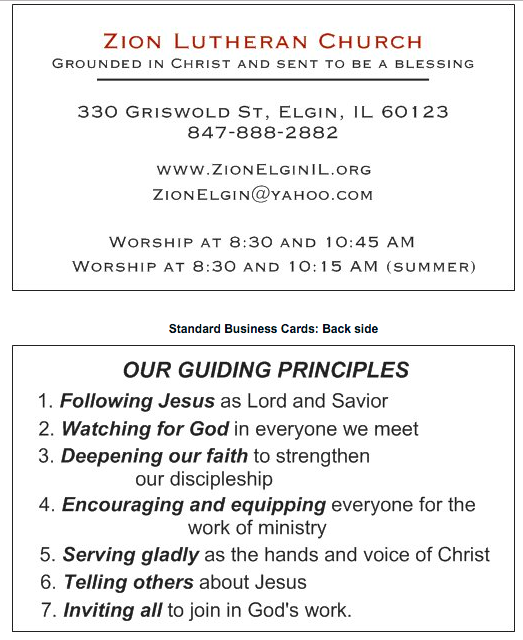 Zion Lutheran Church
Grounded in Christ and sent to be a blessing
330 Griswold St, Elgin, IL 60123
847-888-2882
www.ZionElginIL.org
ZionElgin@yahoo.com
Worship at 8:30 and 10:45 AM
Worship at 8:30 and 10:15 AM (summer)
Standard Business Cards: Back side
OUR GUIDING PRINCIPLES
1. Following Jesus as Lord and Savior
2. Watching for God in everyone we meet
3. Deepening our faith to strengthen
our discipleship
4. Encouraging and equipping everyone for the
work of ministry
5. Serving gladly as the hands and voice of Christ
6. Telling others about Jesus
7. Inviting all to join in God's work.